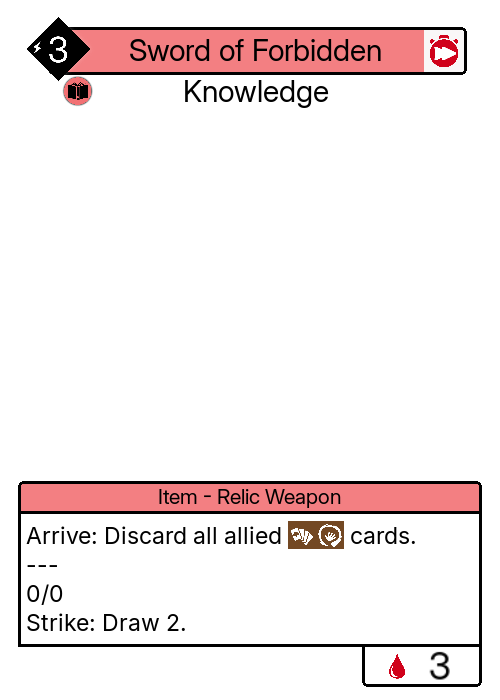 3
Sword of Forbidden
Knowledge
Item - Relic Weapon
Arrive: Discard all allied cards.
---
0/0
Strike: Draw 2.
3